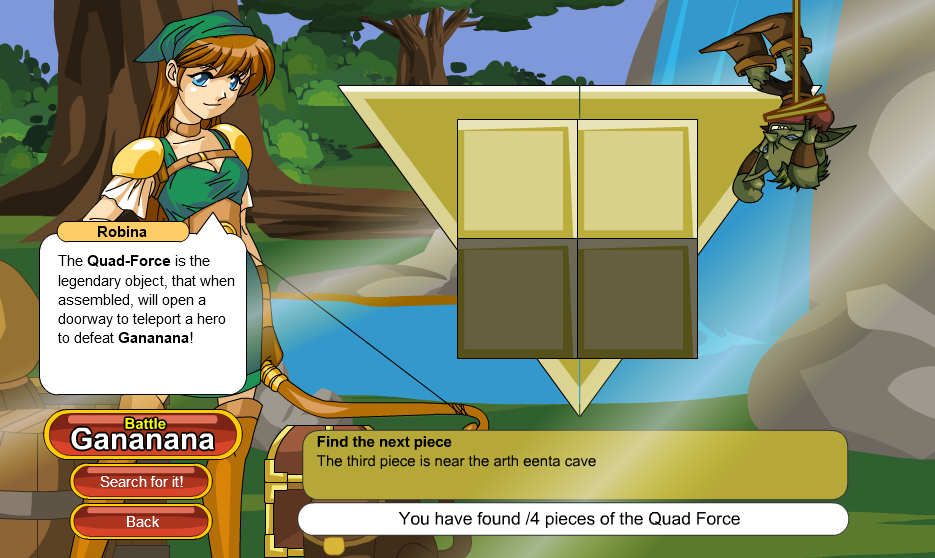 Robina
The Quad-Force is the
legendary object, that when
assembled, will open a
doorway to teleport a hero
to defeat Gananana!
Battle
Gananana
Search for it!
Back
Find the next piece
The third piece is near the arth eenta cave
You have found /4 pieces of the Quad Force